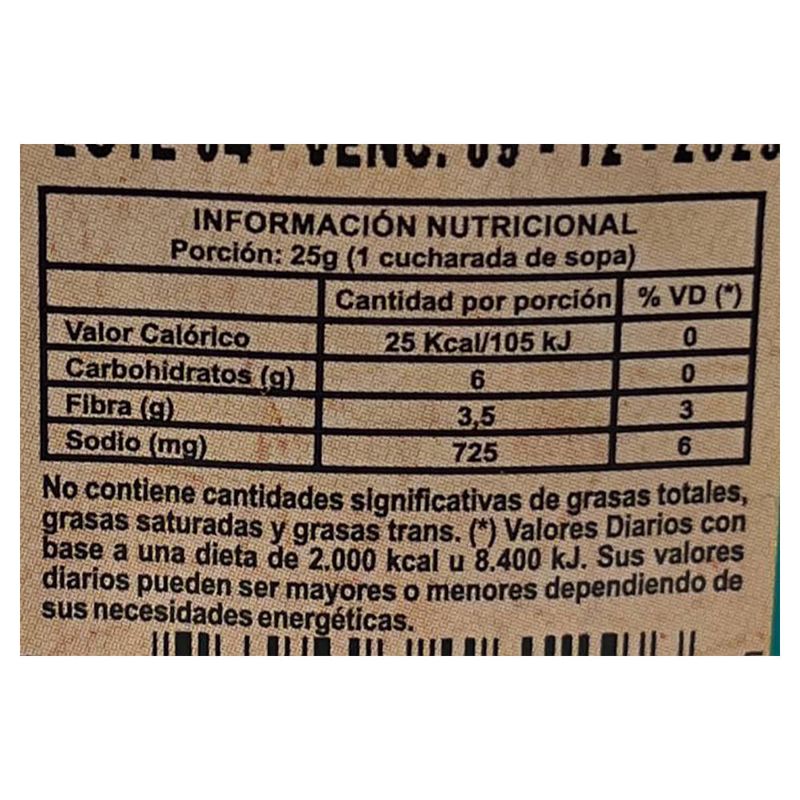 INFORMACIÓN NUTRICIONAL
Porción: 25g (1 cucharada de sopa)
Cantidad por porción % VD (*)
Valor Calórico 25 Kcal/105 kJ 0
Carbohidratos (g) 6 0
Fibra (g) 3,5 3
Sodio (mg) 725 6
No contiene cantidades significativas de grasas totales,
grasas saturadas y grasas trans. (*) Valores Diarios con
base a una dieta de 2.000 kcal u 8.400 kJ. Sus valores
diarios pueden ser mayores o menores dependiendo de
sus necesidades energéticas.